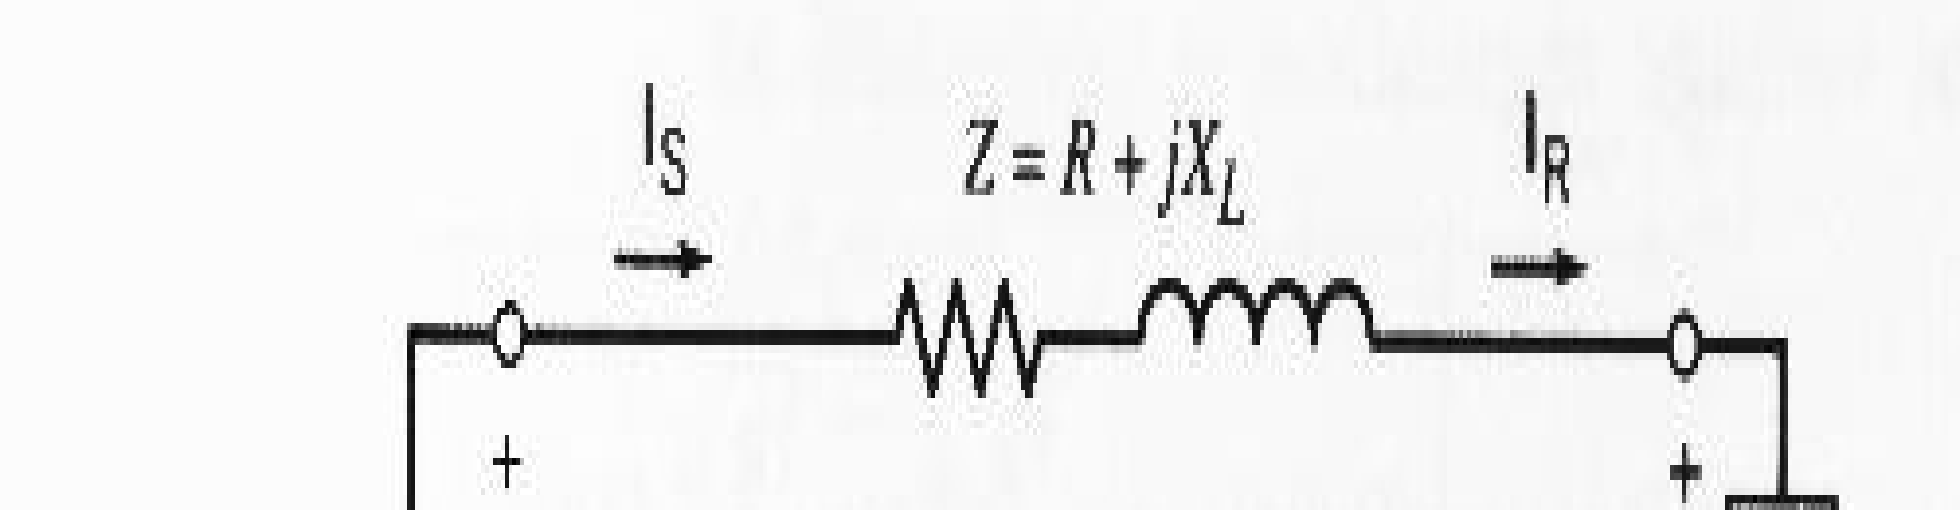 I_S Z = R + jX_L I_R
+ +